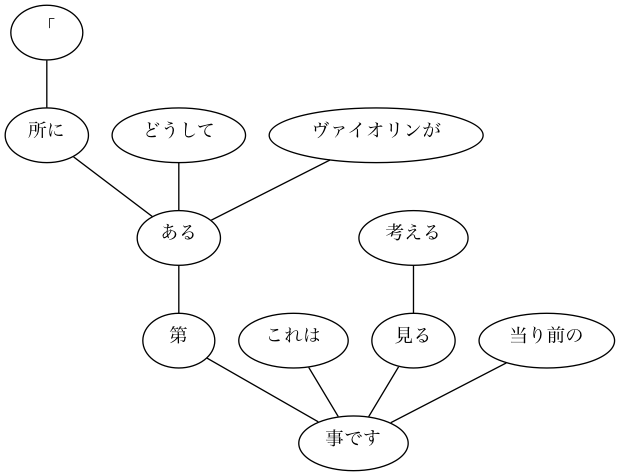 「
所に
どうして
ヴァイオリンが
ある
考える
第
これは
見る
当り前の
事です